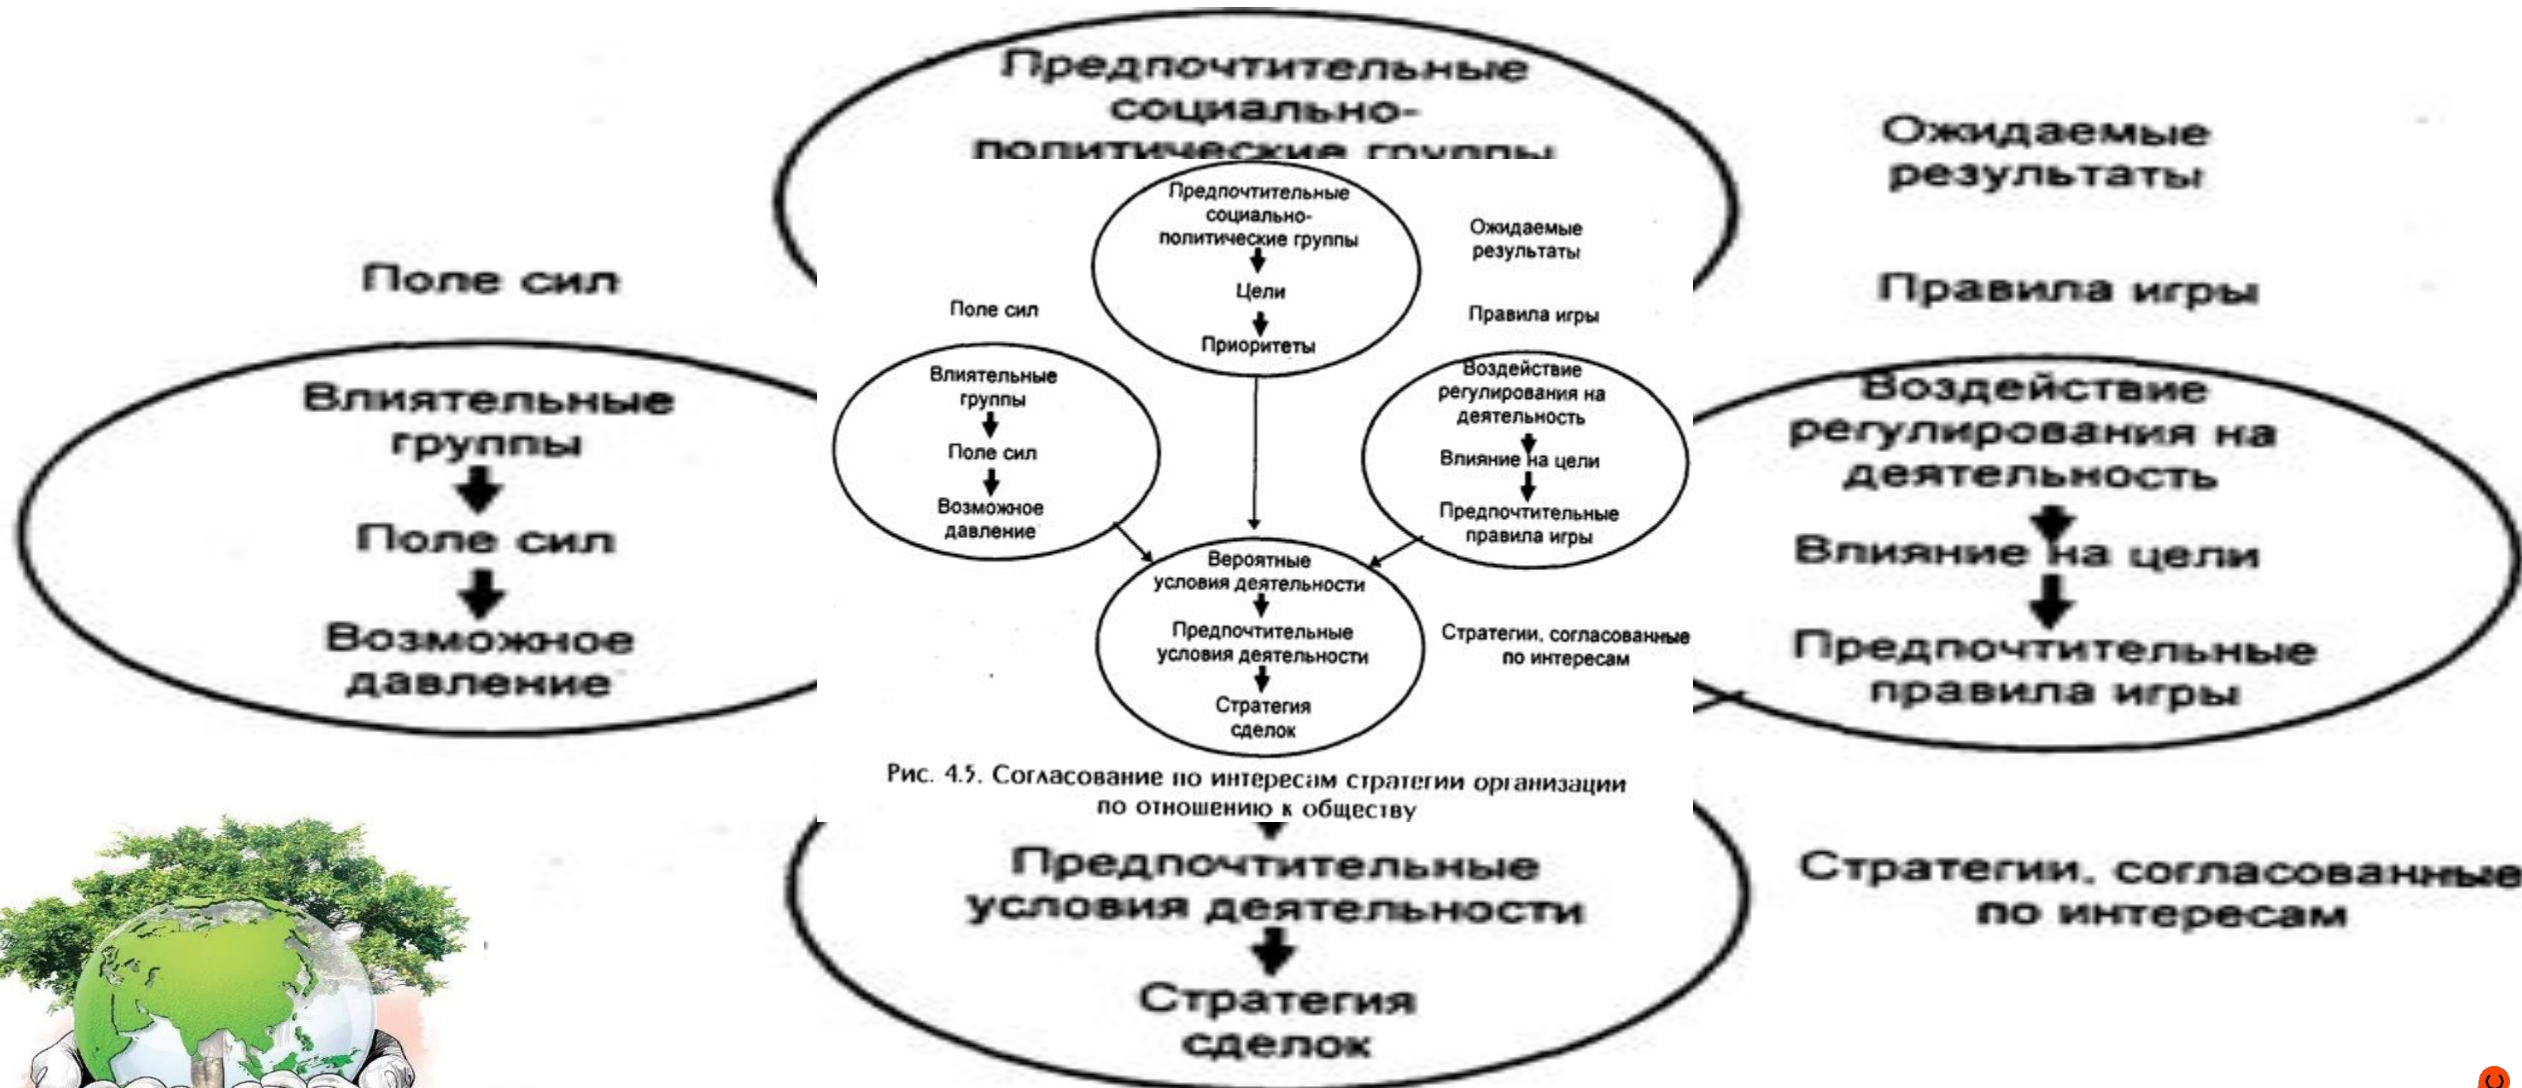 Предпочтительные
социально-
политические группы
Ожидаемые
результаты
Поле сил
Правила игры
Влиятельные
группы
Поле сил
Возможное
давление
Воздействие
регулирования на
деятельность
Влияние на цели
Предпочтительные
правила игры
Предпочтительные
социально-
политические группы
Цели
Приоритеты
Ожидаемые
результаты
Поле сил
Правила игры
Влиятельные
группы
Поле сил
Возможное
давление
Воздействие
регулирования на
деятельность
Влияние на цели
Предпочтительные
правила игры
Вероятные
условия деятельности
Предпочтительные
условия деятельности
Стратегия
сделок
Стратегии, согласованные
по интересам
Рис. 4.5. Согласование по интересам стратегии организации
по отношению к обществу
Предпочтительные
условия деятельности
Стратегия
сделок
Стратегии, согласованные
по интересам